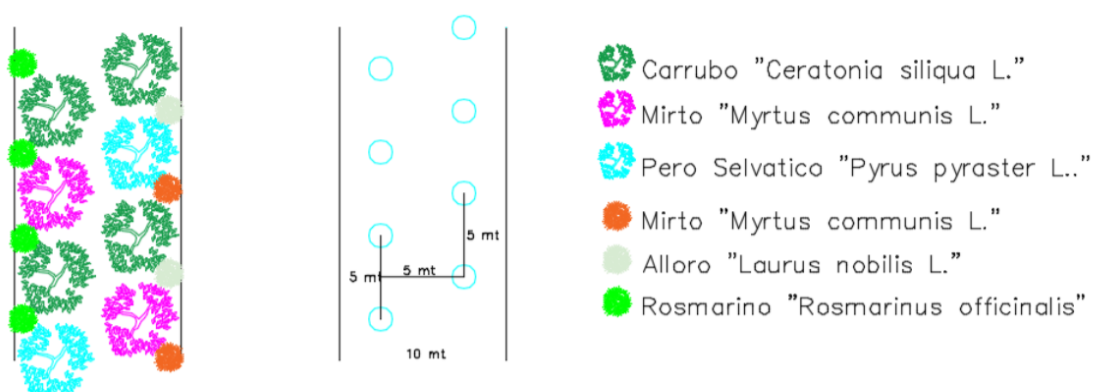 5 mt
5 mt
5 mt
10 mt
Carrubo "Ceratonia siliqua L."
Mirto "Myrtus communis L."
Pero Selvatico "Pyrus pyraster L.."
Mirto "Myrtus communis L."
Alloro "Laurus nobilis L."
Rosmarino "Rosmarinus officinalis"